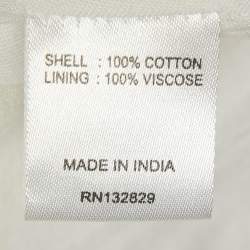 SHELL : 100% COTTON
LINING : 100% VISCOSE
MADE IN INDIA
RN132829